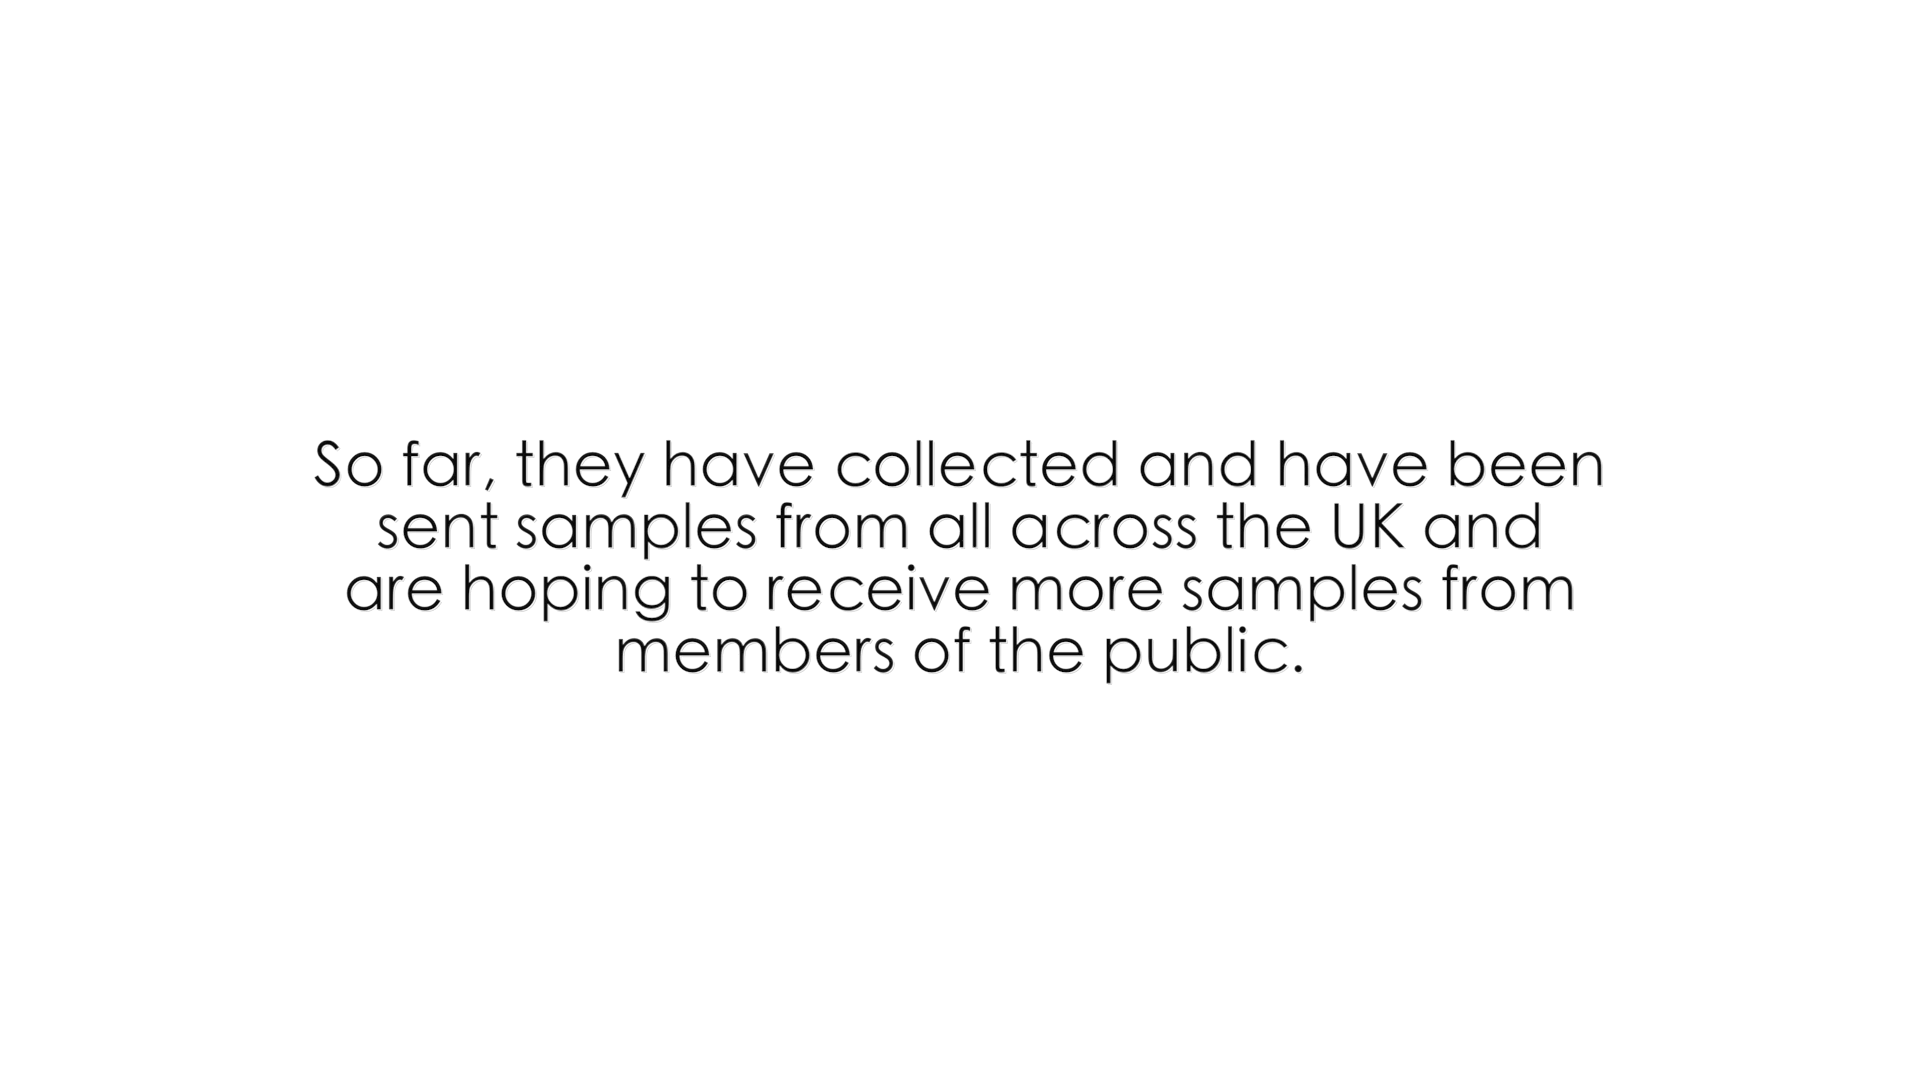 So far, they have collected and have been
sent samples from all across the UK and
are hoping to receive more samples from
members of the public.